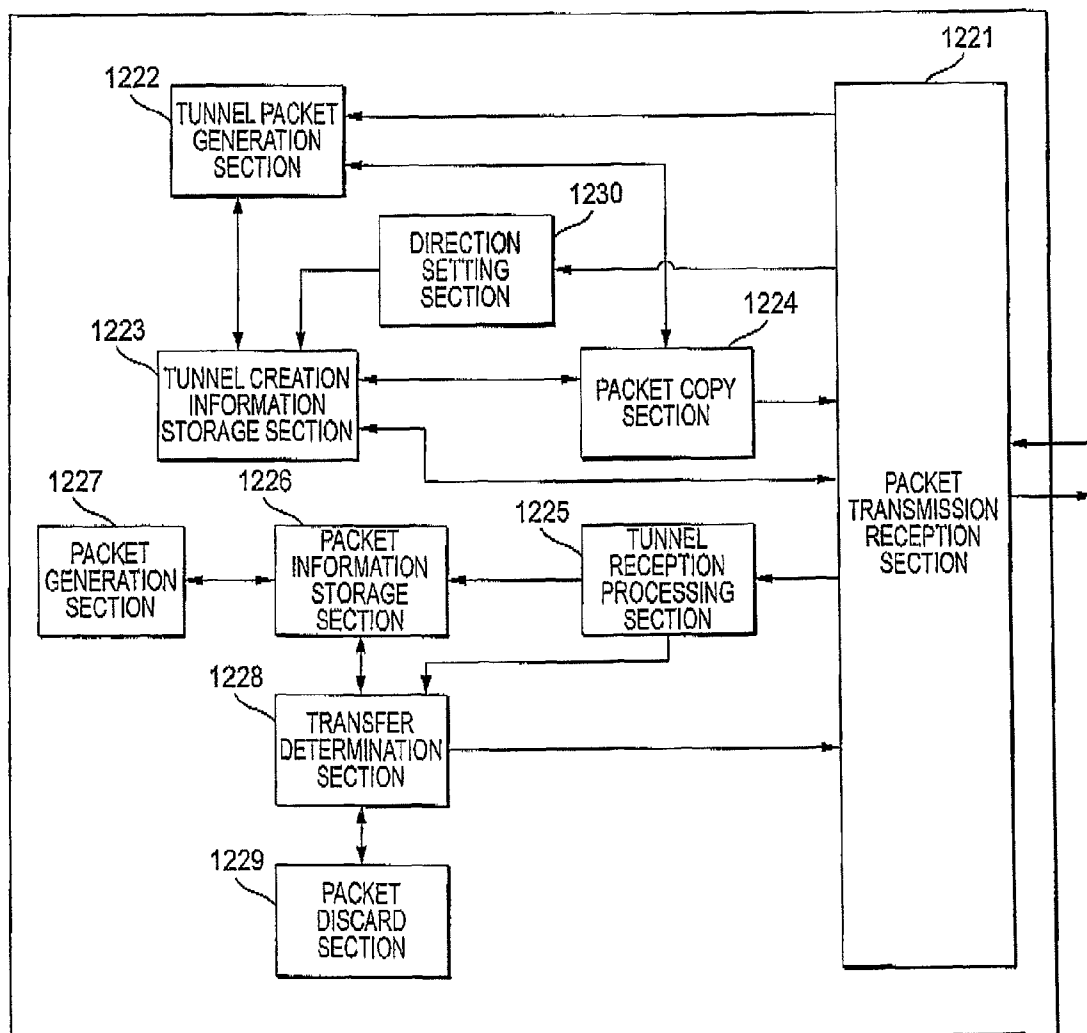 1221
1222
TUNNEL PACKET
GENERATION
SECTION
1230
DIRECTION
SETTING
SECTION
1224
1223
TUNNEL CREATION
INFORMATION
STORAGE SECTION
PACKET COPY
SECTION
PACKET
TRANSMISSION
RECEPTION
SECTION
1227
PACKET
GENERATION
SECTION
1226
PACKET
INFORMATION
STORAGE
SECTION
1225
TUNNEL
RECEPTION
PROCESSING
SECTION
1228
TRANSFER
DETERMINATION
SECTION
1229
PACKET
DISCARD
SECTION